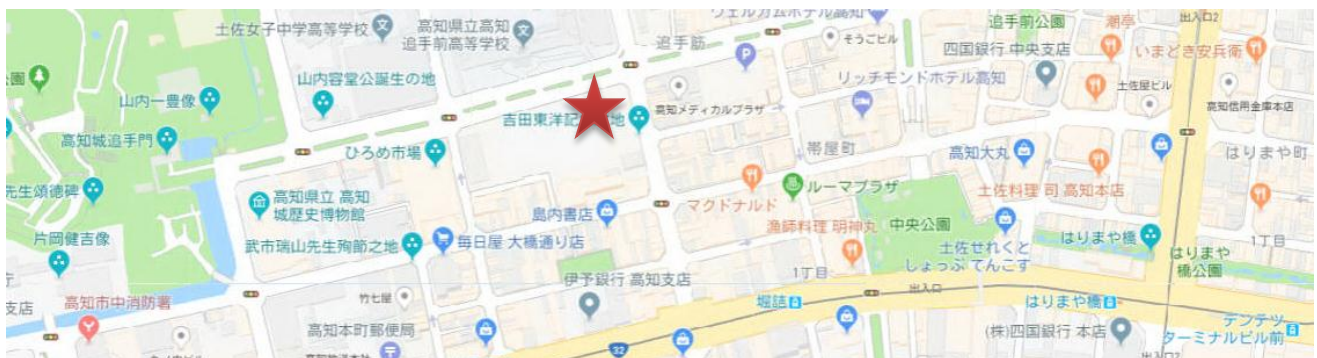 土佐女子中学高等学校
高知県立高知
追手前高等学校
追手筋
そうごビル
追手前公園
潮亭
出入口2
四国銀行 中央支店
いまどき安兵衛
山内容堂公誕生の地
リッチモンドホテル高知
土佐屋ビル
山内一豊像
高知メディカルプラザ
高知信用金庫本店
吉田東洋記
地
高知城追手門
ひろめ市場
帯屋町
高知大丸
はりまや町
先生頌徳碑
高知県立 高知
城歴史博物館
ルーマプラザ
土佐料理 司 高知本店
マクドナルド
島内書店
漁師料理 明神丸
中央公園
片岡健吉像
武市瑞山先生殉節之地
毎日屋 大橋通り店
土佐せれくと
しょっぷ てんこす
はりまや橋
1丁目
はりまや
橋公園
伊予銀行 高知支店
1丁目
出入口
支店
高知市中消防署
竹七屋
堀詰
はりまや橋
高知本町郵便局
(株)四国銀行 本店
デンテツ
ターミナルビル前
32